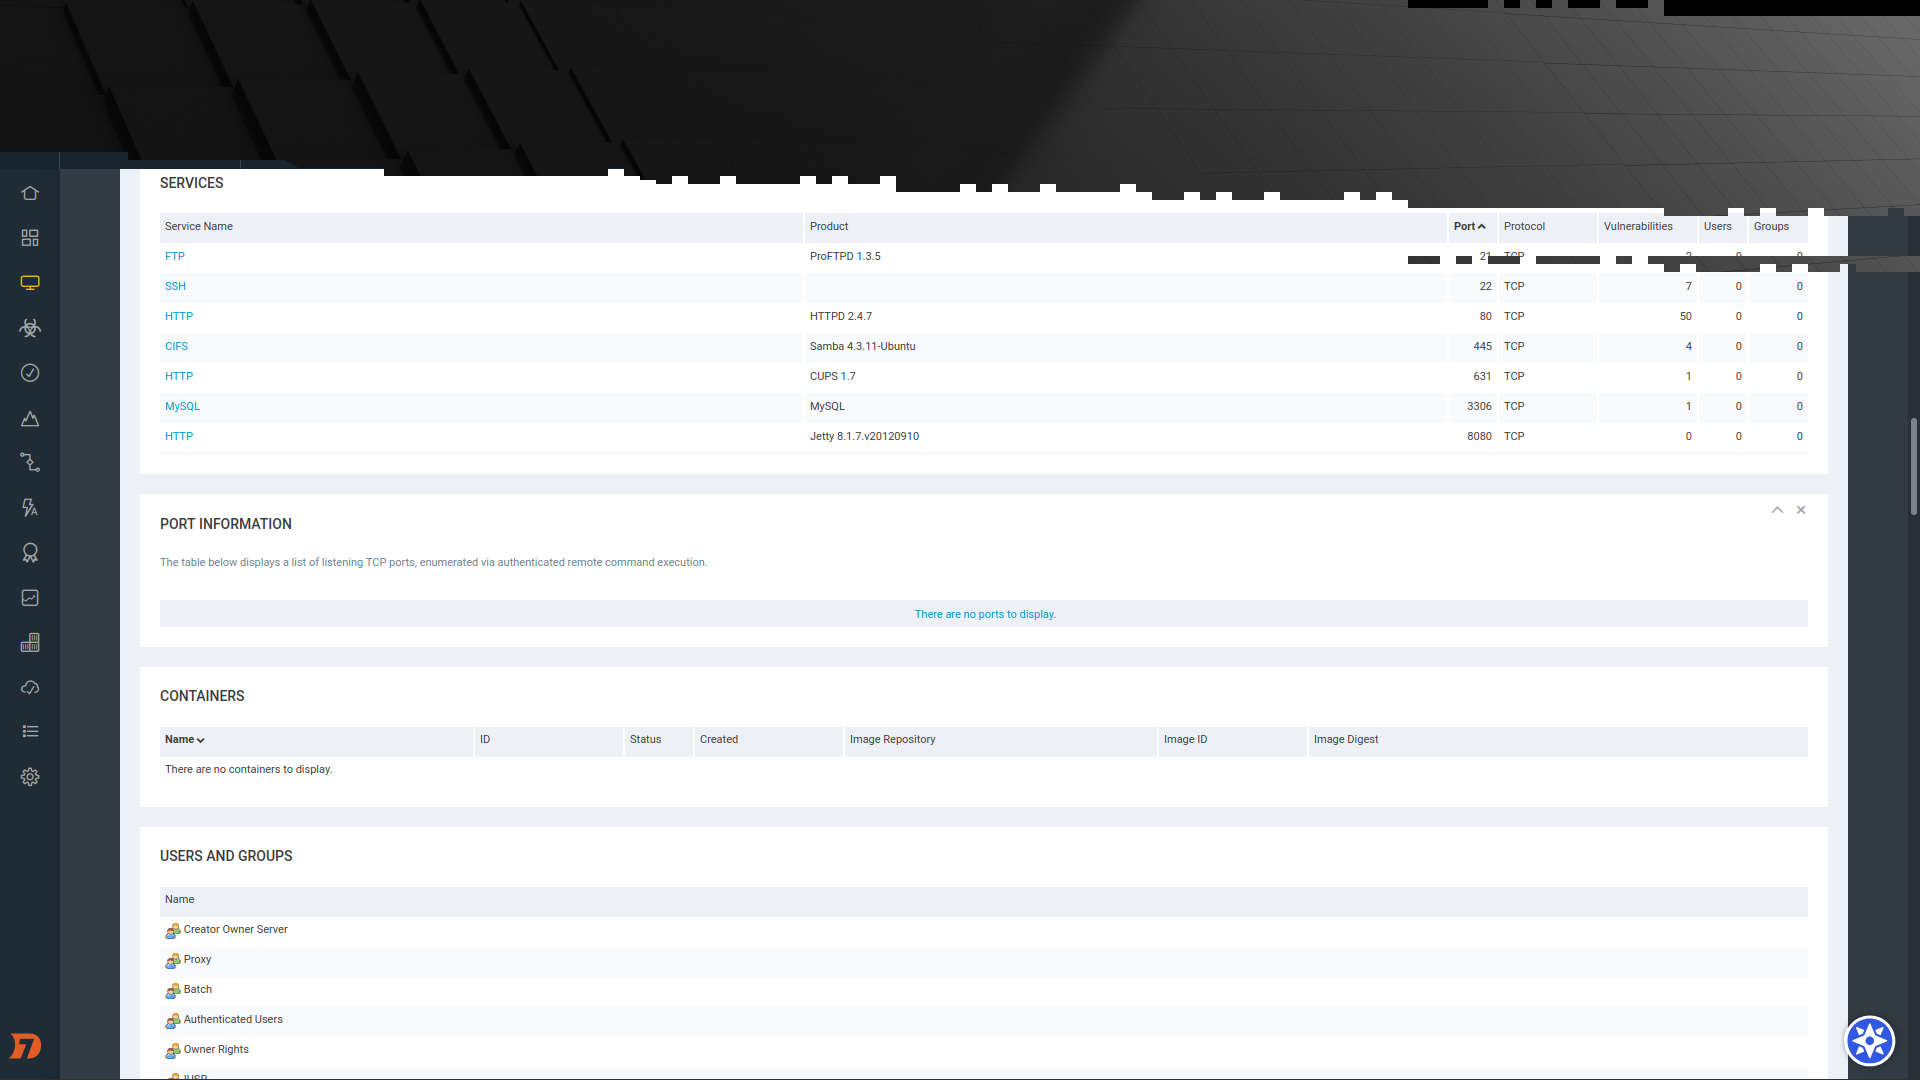 SERVICES
Service Name Product Port Protocol Vulnerabilities Users Groups
FTP ProFTPD 1.3.5 21 TCP 2 0 0
SSH 22 TCP 7 0 0
HTTP HTTPD 2.4.7 80 TCP 50 0 0
CIFS Samba 4.3.11-Ubuntu 445 TCP 4 0 0
HTTP CUPS 1.7 631 TCP 1 0 0
MySQL MySQL 3306 TCP 1 0 0
HTTP Jetty 8.1.7.v20120910 8080 TCP 0 0 0
PORT INFORMATION
The table below displays a list of listening TCP ports, enumerated via authenticated remote command execution.
There are no ports to display.
CONTAINERS
Name ID Status Created Image Repository Image ID Image Digest
There are no containers to display.
USERS AND GROUPS
Name
Creator Owner Server
Proxy
Batch
Authenticated Users
Owner Rights